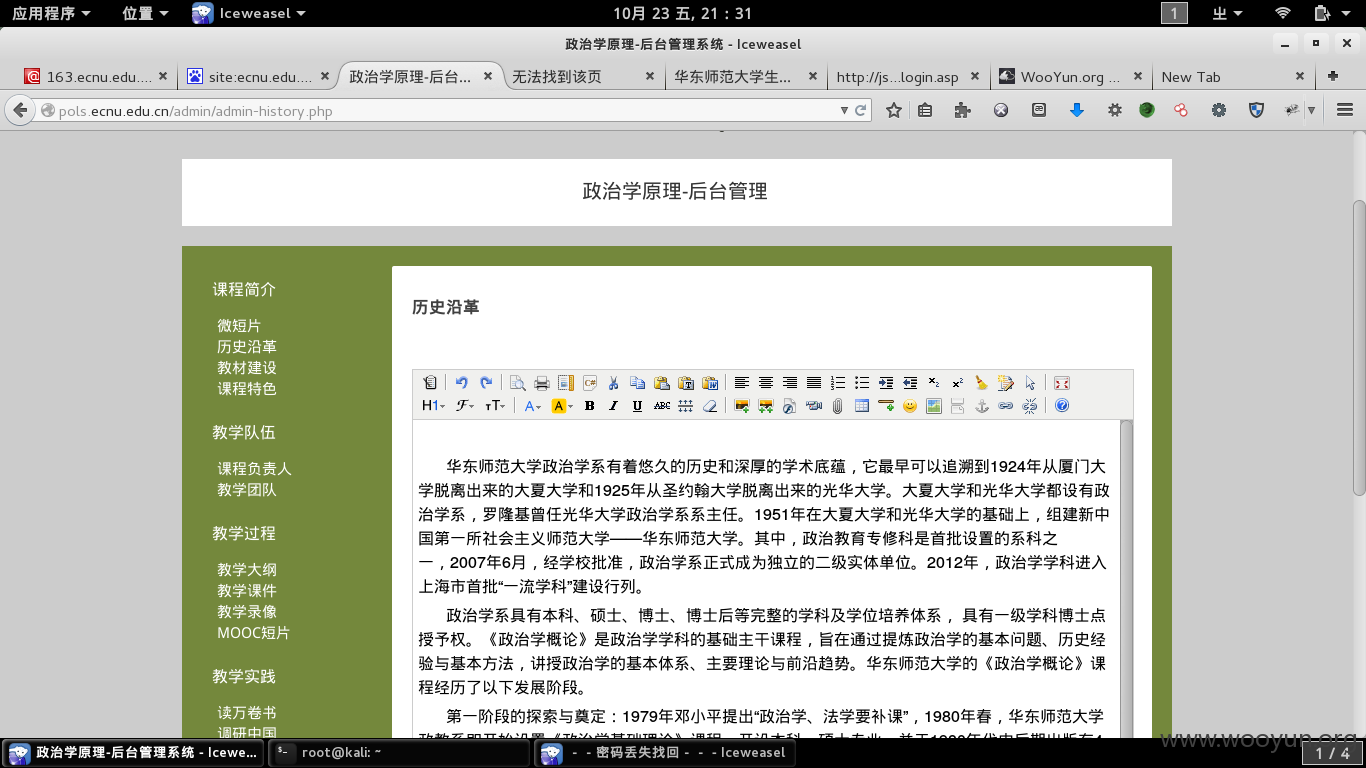 应用程序 位置 Iceweasel 10月 23 五, 21：31 1
政治学原理-后台管理系统 - Iceweasel
163.ecnu.edu.... site:ecnu.edu.... 政治学原理-后台... 无法找到该页 华东师范大学生... http://js...login.asp WooYun.org ... New Tab
pols.ecnu.edu.cn/admin/admin-history.php
政治学原理-后台管理
课程简介
微短片
历史沿革
教材建设
课程特色
教学队伍
课程负责人
教学团队
教学过程
教学大纲
教学课件
教学录像
MOOC短片
教学实践
读万卷书
调研中国
历史沿革
华东师范大学政治学系有着悠久的历史和深厚的学术底蕴，它最早可以追溯到1924年从厦门大
学脱离出来的大夏大学和1925年从圣约翰大学脱离出来的光华大学。大夏大学和光华大学都设有政
治学系，罗隆基曾任光华大学政治学系系主任。1951年在大夏大学和光华大学的基础上，组建新中
国第一所社会主义师范大学——华东师范大学。其中，政治教育专修科是首批设置的系科之
一，2007年6月，经学校批准，政治学系正式成为独立的二级实体单位。2012年，政治学学科进入
上海市首批“一流学科”建设行列。
政治学系具有本科、硕士、博士、博士后等完整的学科及学位培养体系， 具有一级学科博士点
授予权。《政治学概论》是政治学学科的基础主干课程，旨在通过提炼政治学的基本问题、历史经
验与基本方法，讲授政治学的基本体系、主要理论与前沿趋势。华东师范大学的《政治学概论》课
程经历了以下发展阶段。
第一阶段的探索与奠定：1979年邓小平提出“政治学、法学要补课”，1980年春，华东师范大学
www.wooyun.org
政治学原理-后台管理系统 - Icewe... root@kali: ~ - - 密码丢失找回 - - - Iceweasel 1 / 4